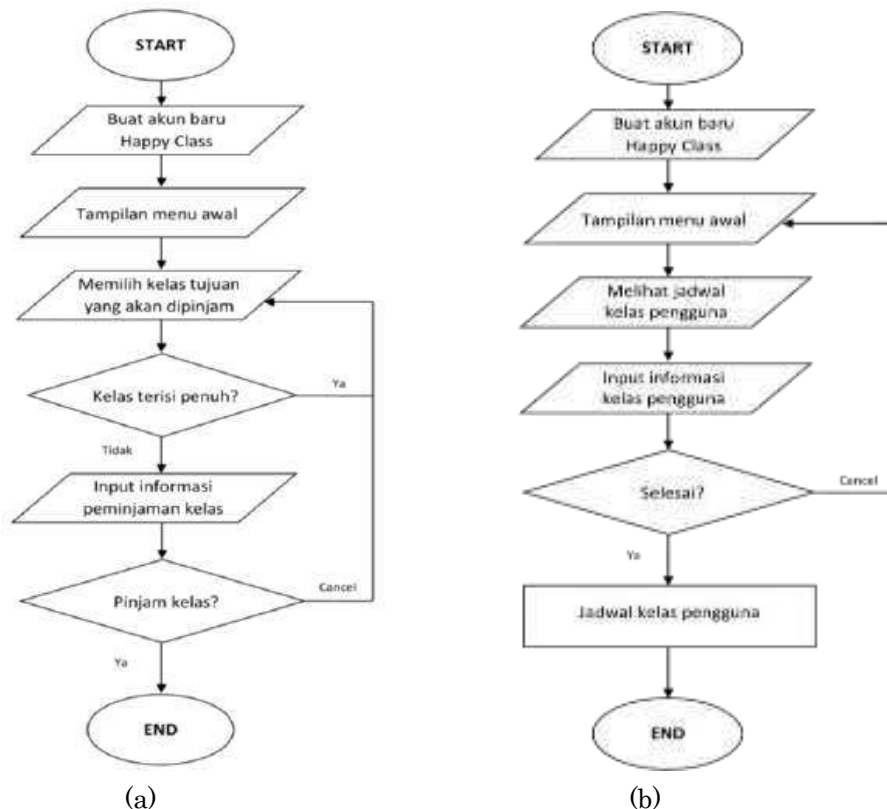 START
Buat akun baru
Happy Class
Tampilan menu awal
Memilih kelas tujuan
yang akan dipinjam
Kelas terisi penuh?
Ya
Tidak
Input informasi
peminjaman kelas
Pinjam kelas?
Cancel
Ya
END
(a)
START
Buat akun baru
Happy Class
Tampilan menu awal
Melihat jadwal
kelas pengguna
Input informasi
kelas pengguna
Selesai?
Cancel
Ya
Jadwal kelas pengguna
END
(b)